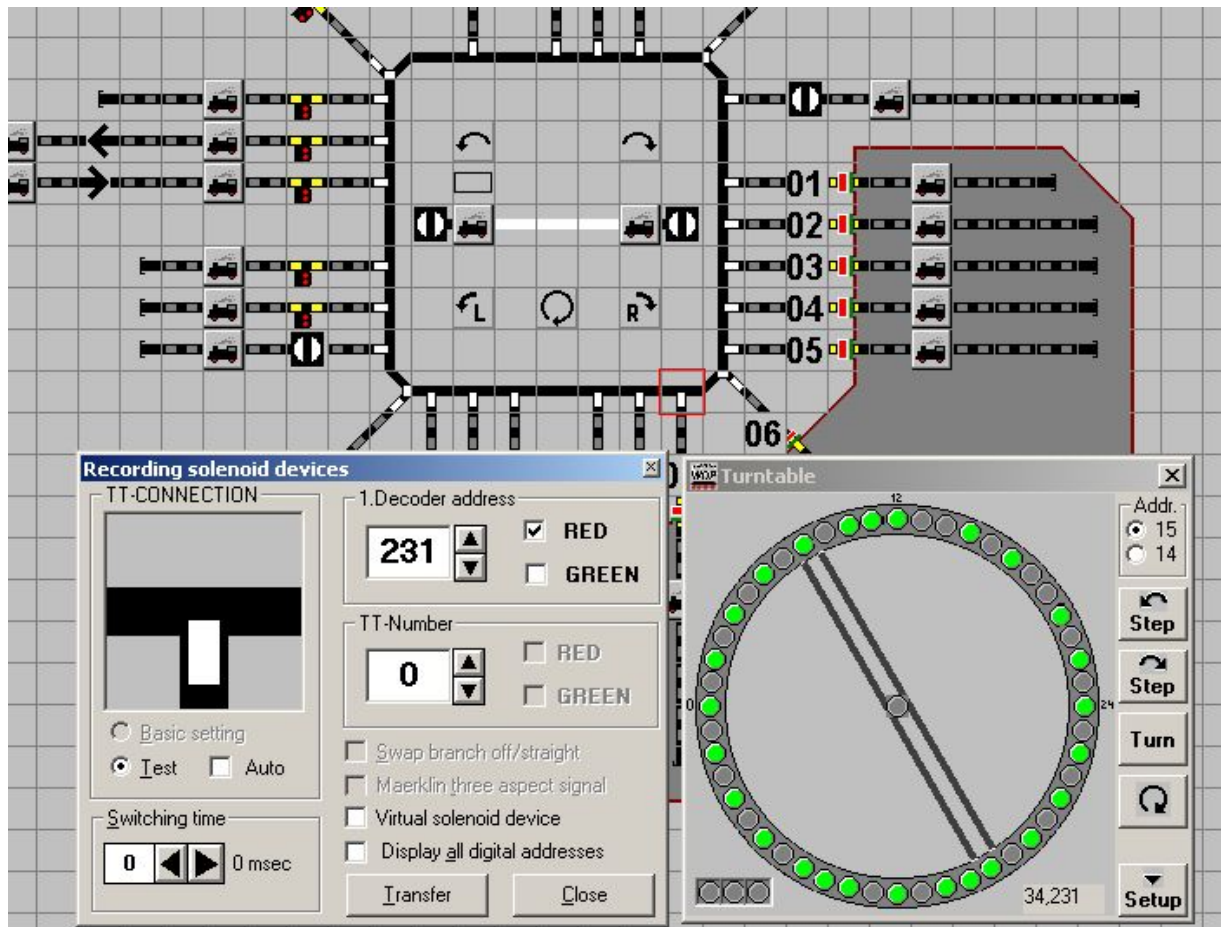 01
02
03
04
05
L
R
06
Recording solenoid devices
TT-CONNECTION
Basic setting
Test
Auto
Switching time
0
0 msec
1.Decoder address
231
RED
GREEN
TT-Number
0
RED
GREEN
Swap branch off/straight
Maerklin three aspect signal
Virtual solenoid device
Display all digital addresses
Transfer
Close
Turntable
12
0
24
34,231
Addr.
15
14
Step
Step
Turn
Setup